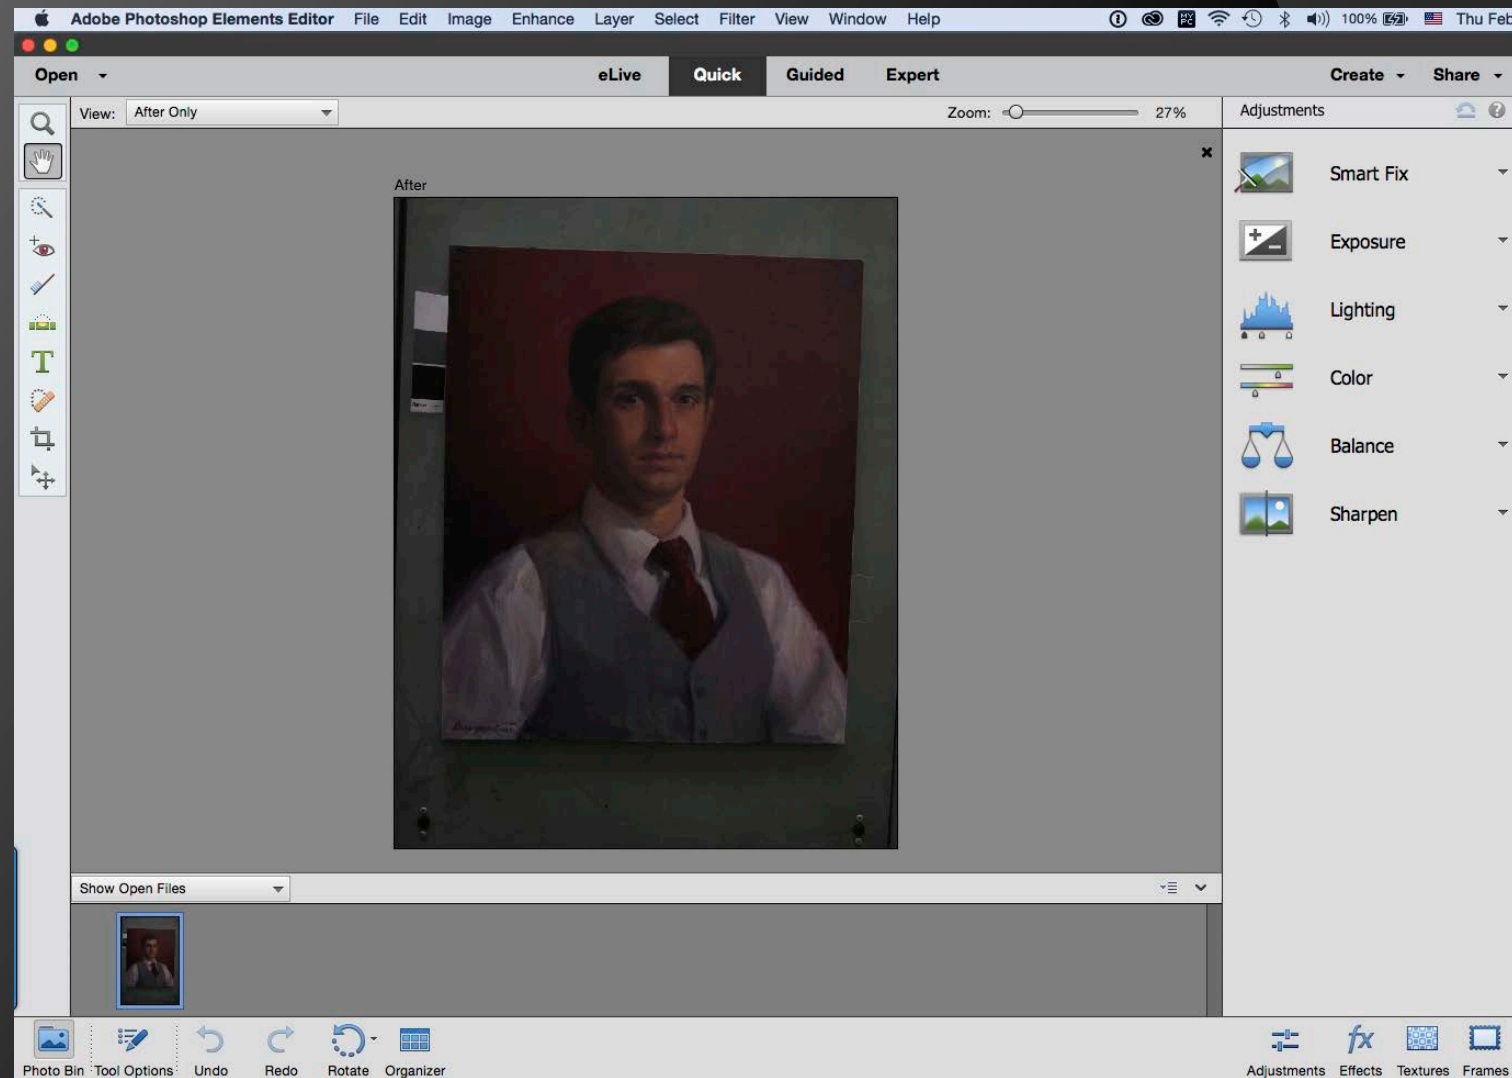 Adobe Photoshop Elements Editor File Edit Image Enhance Layer Select Filter View Window Help 100% Thu Feb
Open eLive Quick Guided Expert Create Share
View: After Only Zoom: 27% Adjustments
After
Smart Fix
Exposure
Lighting
Color
Balance
Sharpen
T
Show Open Files
Photo Bin Tool Options Undo Redo Rotate Organizer Adjustments fx Effects Textures Frames